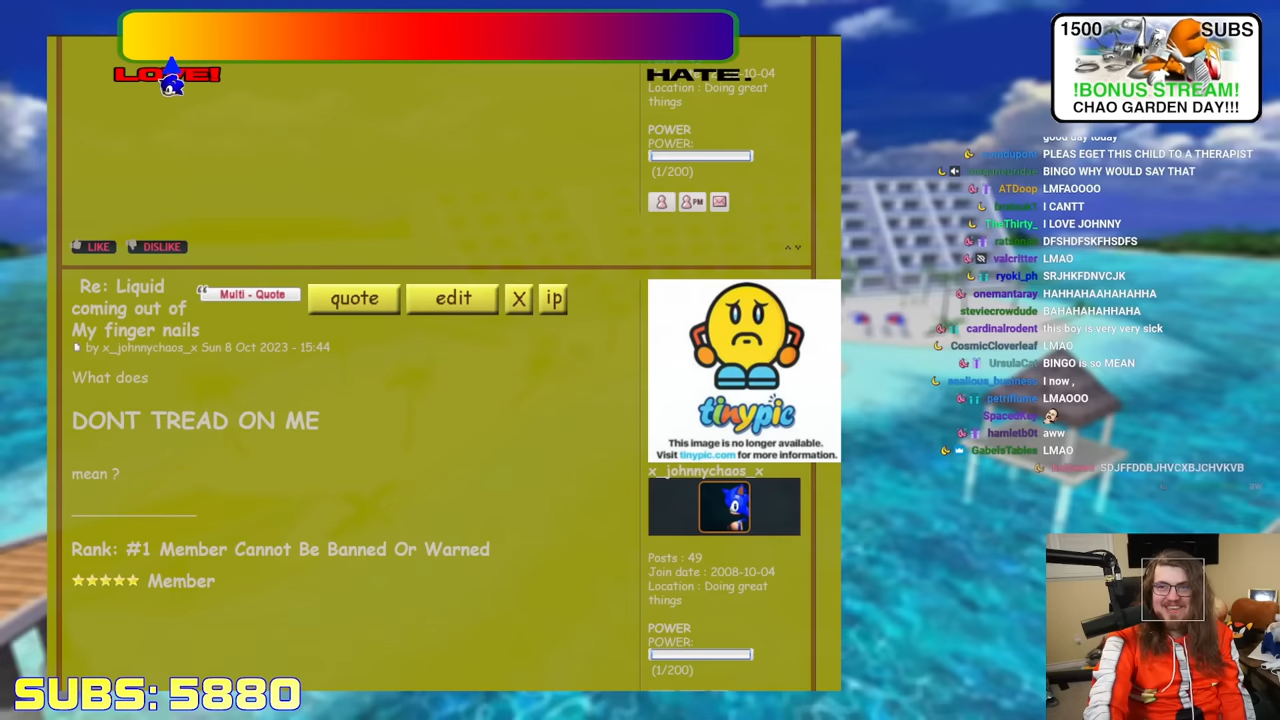 LOVE!
HATE.
10-04
Location : Doing great
things
POWER
POWER:
(1/200)
PM
LIKE
DISLIKE
Re: Liquid
coming out of
My finger nails
Multi - Quote
quote
edit
X
ip
by x_johnnychaos_x Sun 8 Oct 2023 - 15:44
What does
DONT TREAD ON ME
mean ?
Rank: #1 Member Cannot Be Banned Or Warned
Member
tinypic
This image is no longer available.
Visit tinypic.com for more information.
x_johnnychaos_x
Posts : 49
Join date : 2008-10-04
Location : Doing great
things
POWER
POWER:
(1/200)
SUBS: 5880
1500 SUBS
!BONUS STREAM!
CHAO GARDEN DAY!!!
good day today
PLEAS EGET THIS CHILD TO A THERAPIST
BINGO WHY WOULD SAY THAT
ATDoop LMFAOOOO
I CANTT
TheThirty_ I LOVE JOHNNY
DFSHDFSKFHSDFS
valcritter LMAO
ryoki_ph SRJHKFDNVCJK
onemantaray HAHHAHAAHAHAHHA
steviecrowdude BAHAHAHAHHAHA
cardinalrodent this boy is very very sick
CosmicCloverleaf LMAO
UrsulaCat BINGO is so MEAN
zealious_business I now ,
petriflume LMAOOO
SpacedKey
hamletb0t aww
GabelsTables LMAO
SDJFFDDBJHVCXBJCHVKVB